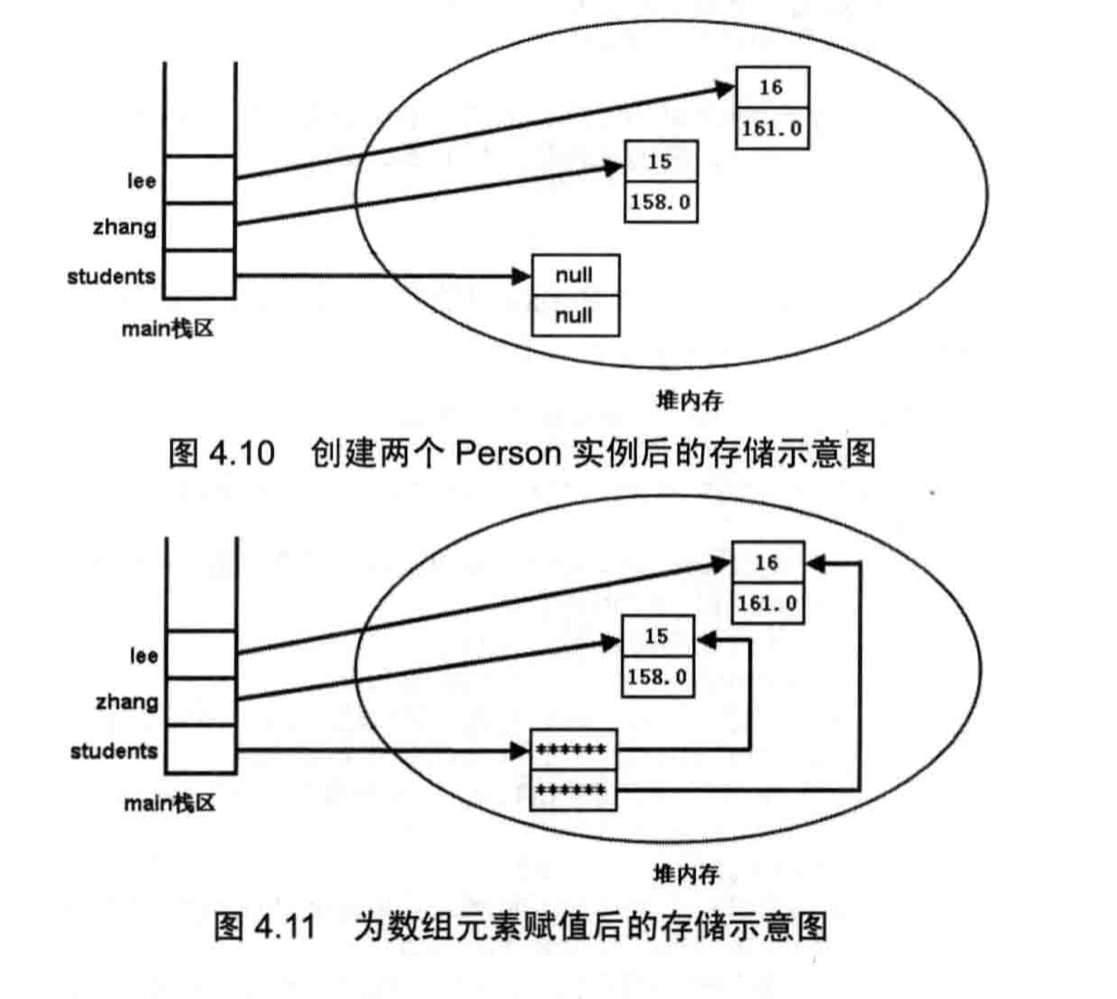 16
161.0
15
lee
158.0
zhang
students
null
null
main栈区
堆内存
图 4.10 创建两个 Person 实例后的存储示意图
16
161.0
15
lee
158.0
zhang
students
******
******
main栈区
堆内存
图 4.11 为数组元素赋值后的存储示意图